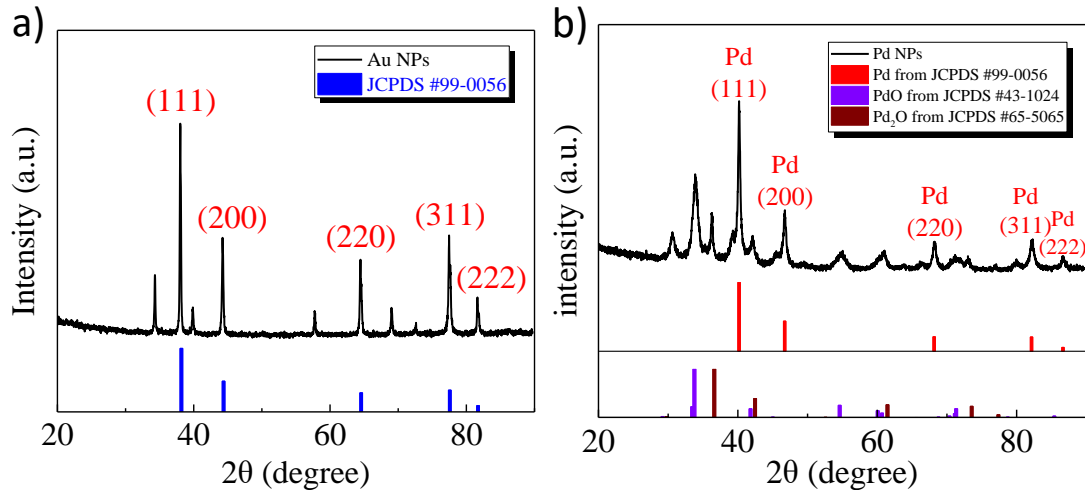 a)
Au NPs
JCPDS #99-0056
(111)
(200)
(220)
(311)
(222)
Intensity (a.u.)
20
40
60
80
2θ (degree)
b)
Pd NPs
Pd from JCPDS #99-0056
PdO from JCPDS #43-1024
Pd₂O from JCPDS #65-5065
Pd
(111)
Pd
(200)
Pd
(220)
Pd
(311)
Pd
(222)
intensity (a.u.)
20
40
60
80
2θ (degree)